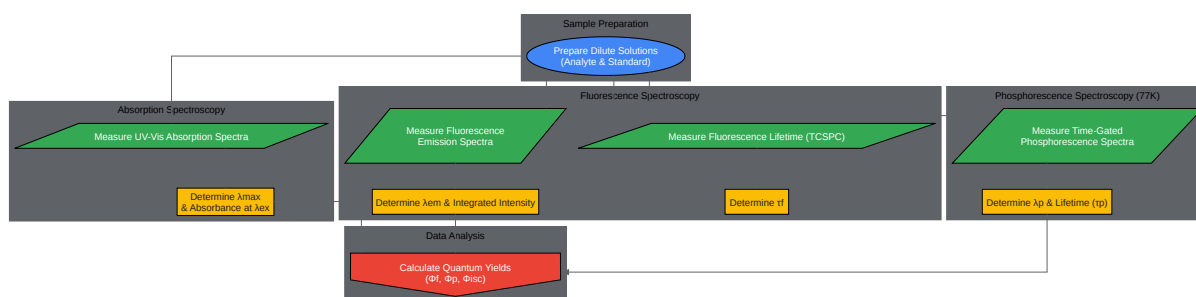 Sample Preparation
Prepare Dilute Solutions
(Analyte & Standard)
Absorption Spectroscopy
Measure UV-Vis Absorption Spectra
Determine λmax
& Absorbance at λex
Fluorescence Spectroscopy
Measure Fluorescence
Emission Spectra
Measure Fluorescence Lifetime (TCSPC)
Determine λem & Integrated Intensity
Determine τf
Phosphorescence Spectroscopy (77K)
Measure Time-Gated
Phosphorescence Spectra
Determine λp & Lifetime (τp)
Data Analysis
Calculate Quantum Yields
(Φf, Φp, Φisc)